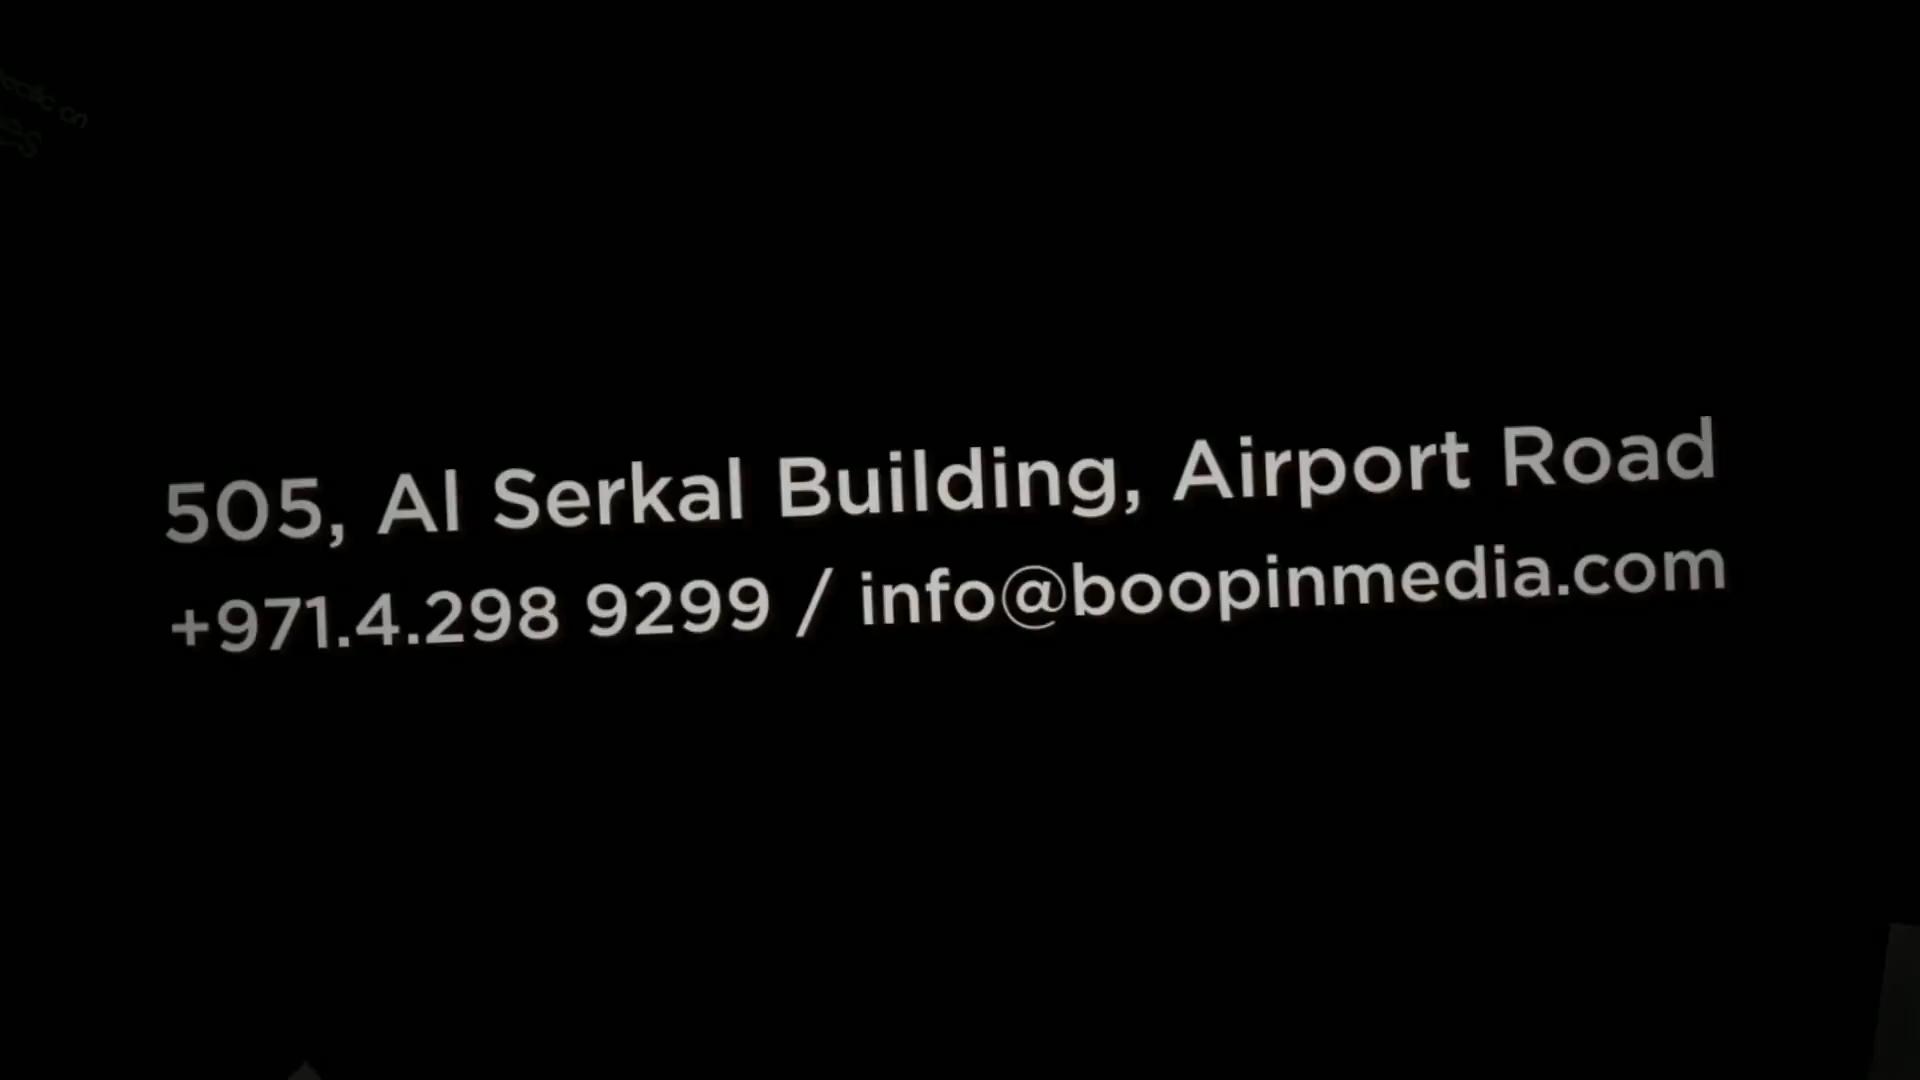 505, Al Serkal Building, Airport Road
+971.4.298 9299 / info@boopinmedia.com